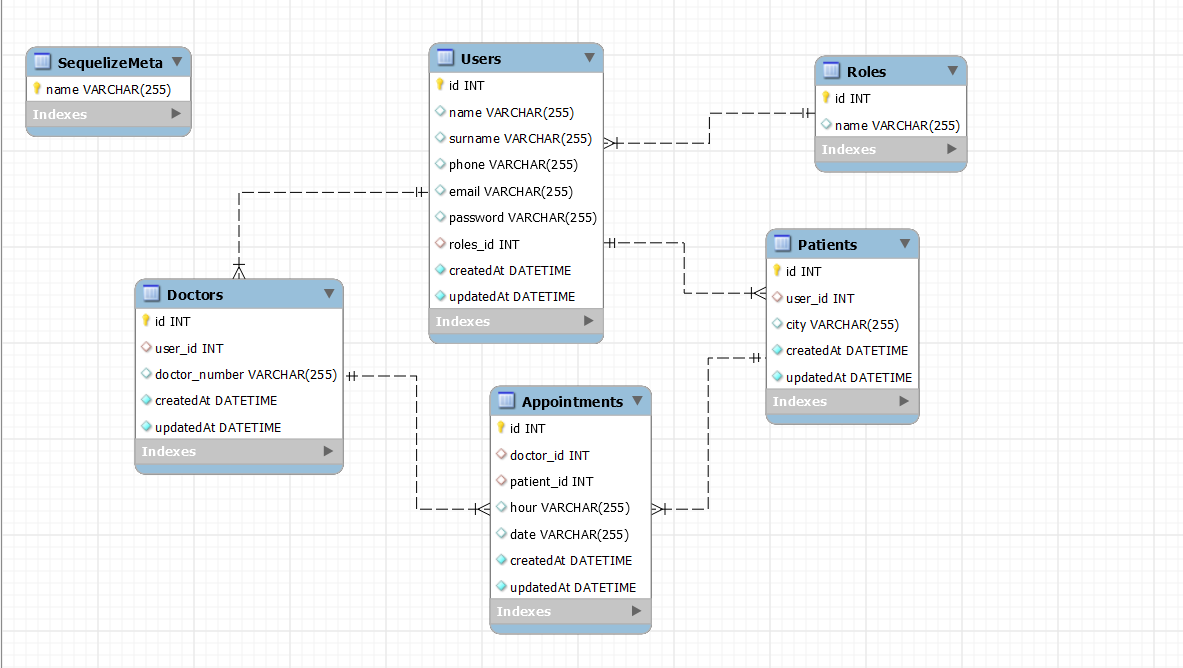 SequelizeMeta
name VARCHAR(255)
Indexes
Users
id INT
name VARCHAR(255)
surname VARCHAR(255)
phone VARCHAR(255)
email VARCHAR(255)
password VARCHAR(255)
roles_id INT
createdAt DATETIME
updatedAt DATETIME
Indexes
Roles
id INT
name VARCHAR(255)
Indexes
Doctors
id INT
user_id INT
doctor_number VARCHAR(255)
createdAt DATETIME
updatedAt DATETIME
Indexes
Patients
id INT
user_id INT
city VARCHAR(255)
createdAt DATETIME
updatedAt DATETIME
Indexes
Appointments
id INT
doctor_id INT
patient_id INT
hour VARCHAR(255)
date VARCHAR(255)
createdAt DATETIME
updatedAt DATETIME
Indexes